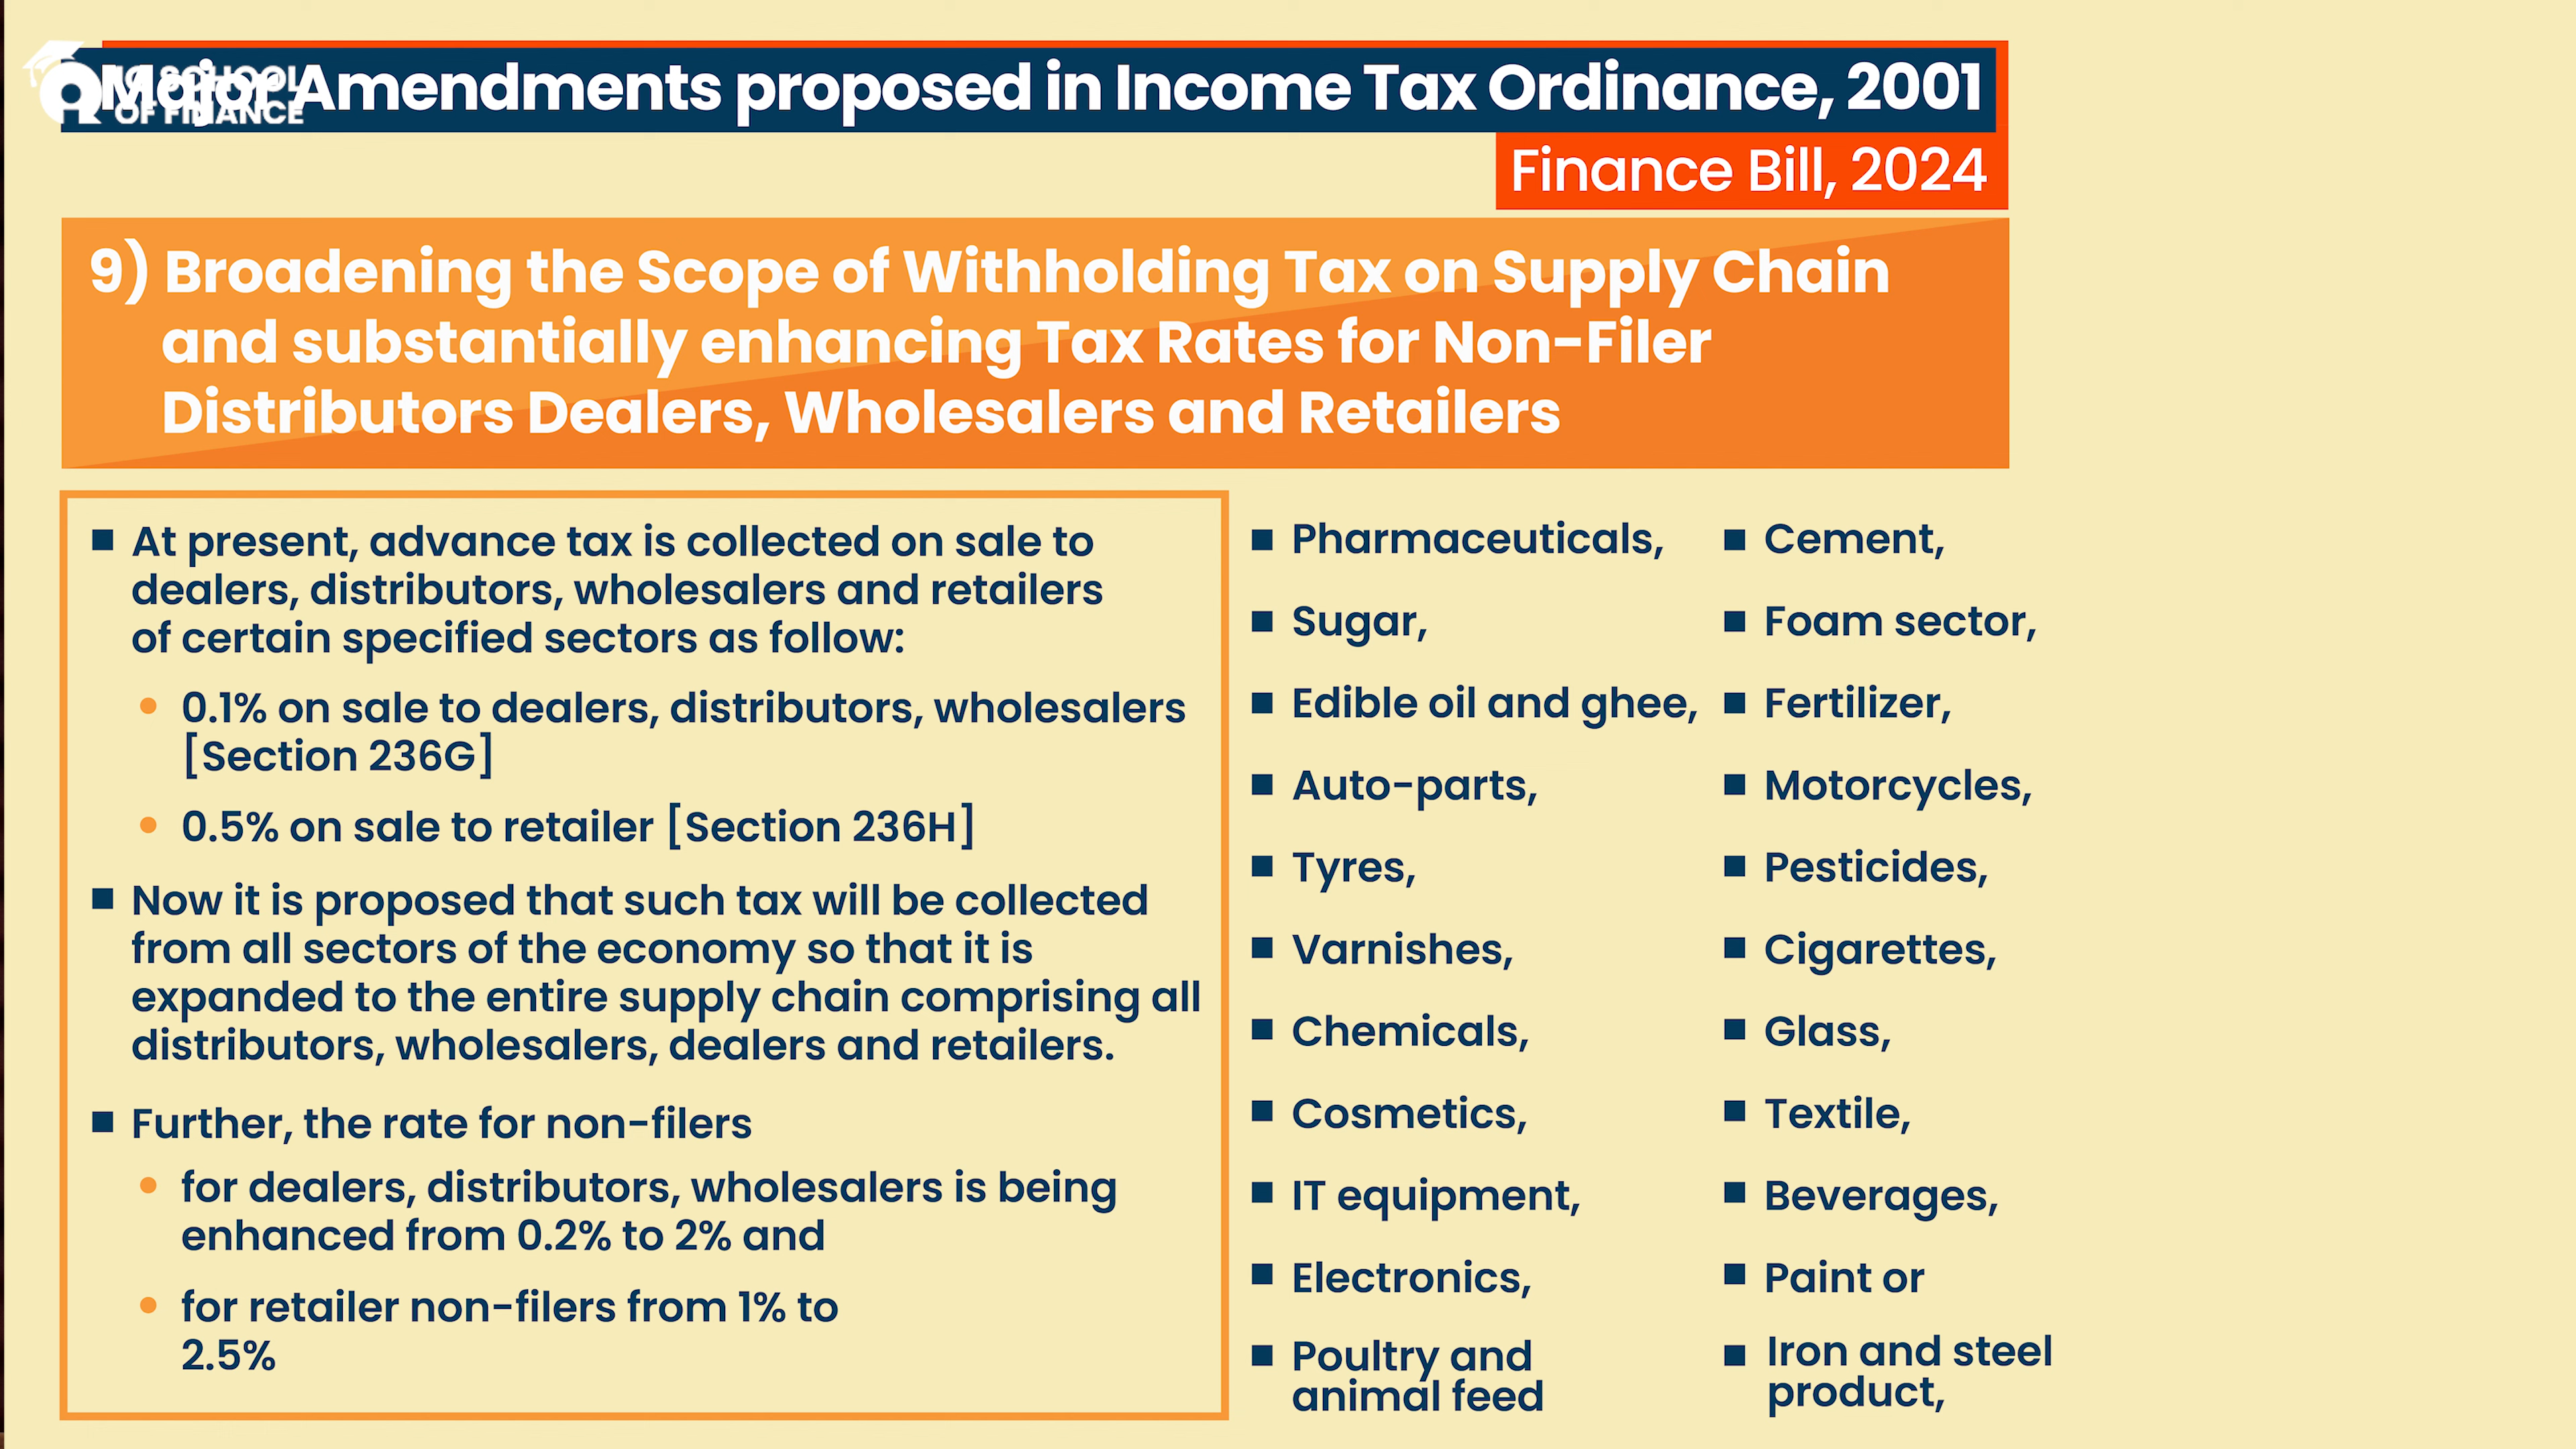 Major Amendments proposed in Income Tax Ordinance, 2001
SCHOOL
OF FINANCE
Finance Bill, 2024
9) Broadening the Scope of Withholding Tax on Supply Chain
and substantially enhancing Tax Rates for Non-Filer
Distributors Dealers, Wholesalers and Retailers
At present, advance tax is collected on sale to
dealers, distributors, wholesalers and retailers
of certain specified sectors as follow:
0.1% on sale to dealers, distributors, wholesalers
[Section 236G]
0.5% on sale to retailer [Section 236H]
Now it is proposed that such tax will be collected
from all sectors of the economy so that it is
expanded to the entire supply chain comprising all
distributors, wholesalers, dealers and retailers.
Further, the rate for non-filers
for dealers, distributors, wholesalers is being
enhanced from 0.2% to 2% and
for retailer non-filers from 1% to
2.5%
Pharmaceuticals,
Sugar,
Edible oil and ghee,
Auto-parts,
Tyres,
Varnishes,
Chemicals,
Cosmetics,
IT equipment,
Electronics,
Poultry and
animal feed
Cement,
Foam sector,
Fertilizer,
Motorcycles,
Pesticides,
Cigarettes,
Glass,
Textile,
Beverages,
Paint or
Iron and steel
product,